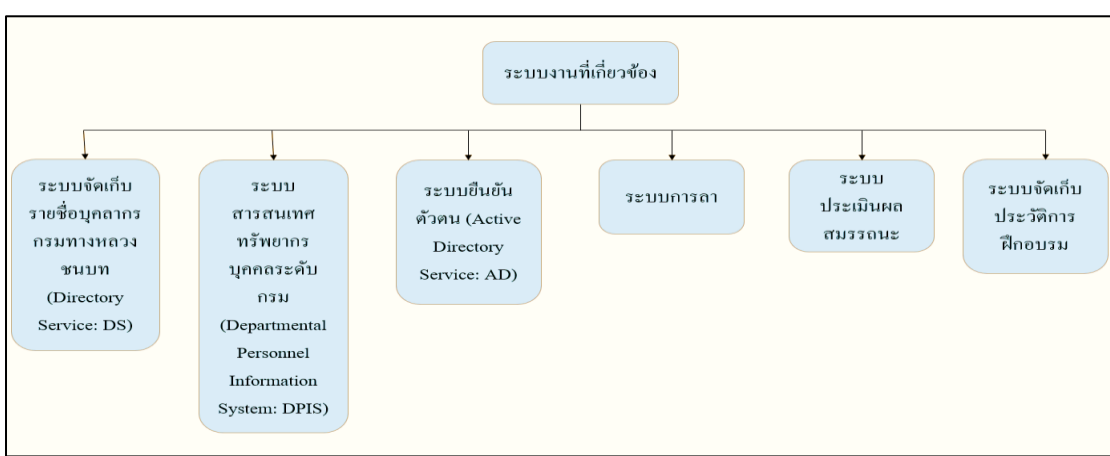 ระบบงานที่เกี่ยวข้อง
ระบบจัดเก็บ
รายชื่อบุคลากร
กรมทางหลวง
ชนบท
(Directory
Service: DS)
ระบบ
สารสนเทศ
ทรัพยากร
บุคคลระดับ
กรม
(Departmental
Personnel
Information
System: DPIS)
ระบบยืนยัน
ตัวตน (Active
Directory
Service: AD)
ระบบการลา
ระบบ
ประเมินผล
สมรรถนะ
ระบบจัดเก็บ
ประวัติการ
ฝึกอบรม